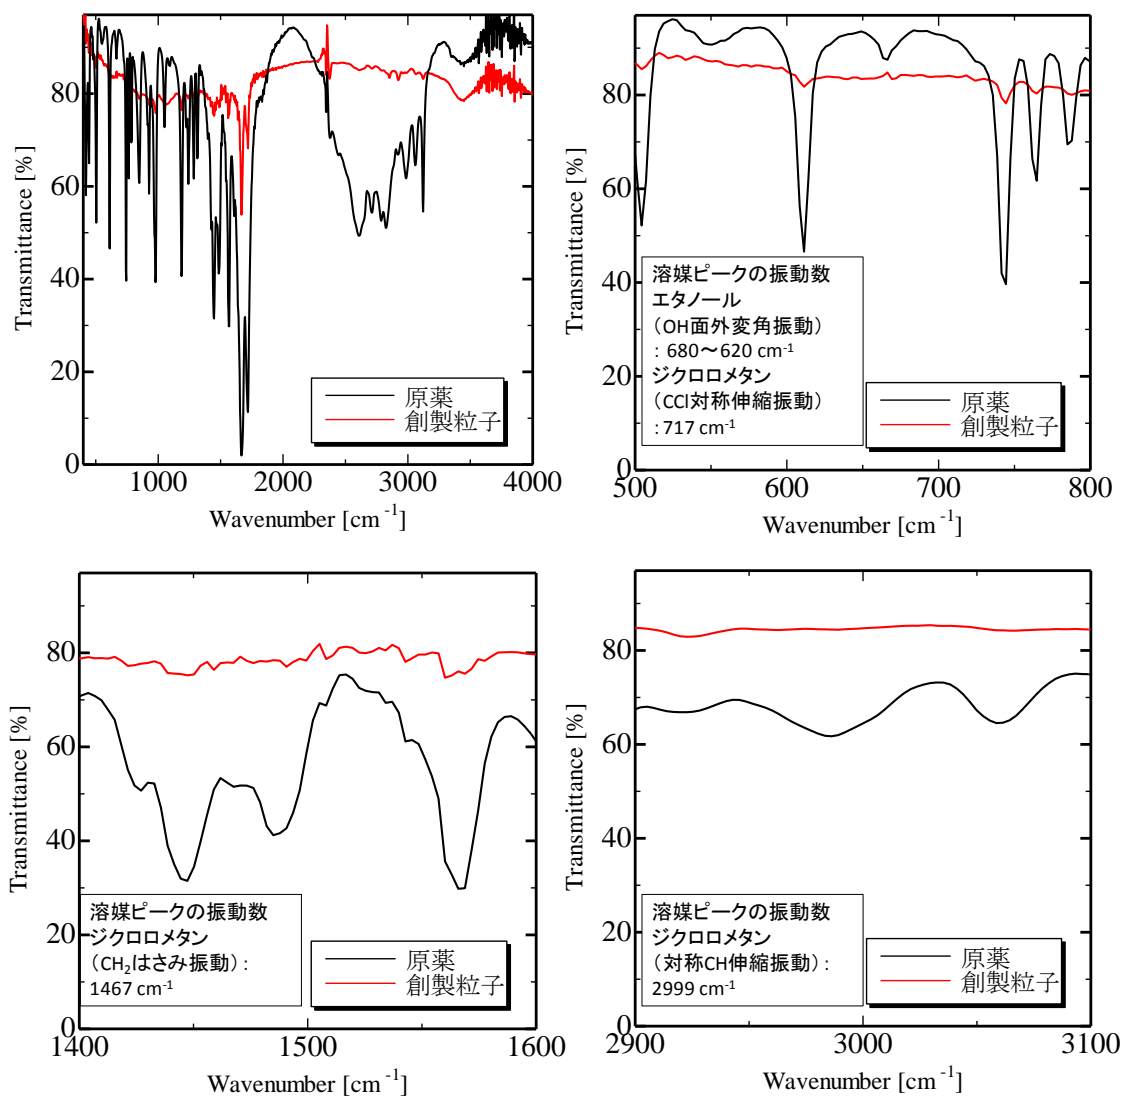 Transmittance [%]
80
60
40
20
0
原薬
創製粒子
1000
2000
3000
4000
Wavenumber [cm-1]
Transmittance [%]
80
60
40
20
0
溶媒ピークの振動数
エタノール
（OH面外変角振動）
：680～620 cm-1
ジクロロメタン
（CCl対称伸縮振動）
：717 cm-1
原薬
創製粒子
500
600
700
800
Wavenumber [cm-1]
Transmittance [%]
80
60
40
20
0
溶媒ピークの振動数
ジクロロメタン
（CH2はさみ振動）：
1467 cm-1
原薬
創製粒子
1400
1500
1600
Wavenumber [cm-1]
Transmittance [%]
80
60
40
20
0
溶媒ピークの振動数
ジクロロメタン
（対称CH伸縮振動）：
2999 cm-1
原薬
創製粒子
2900
3000
3100
Wavenumber [cm-1]